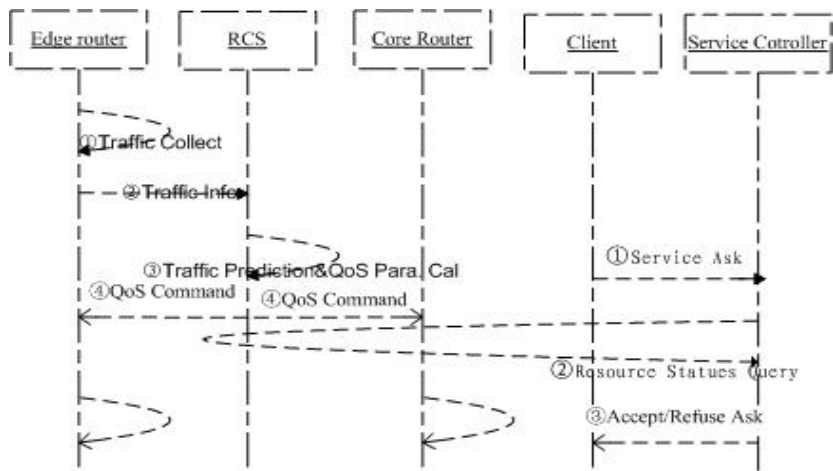 Edge router
RCS
Core Router
Client
Service Cotroller
①Traffic Collect
②Traffic Info
③Traffic Prediction&QoS Para. Cal
①Service Ask
④QoS Command
④QoS Command
②Rosource Statues Query
③Accept/Refuse Ask